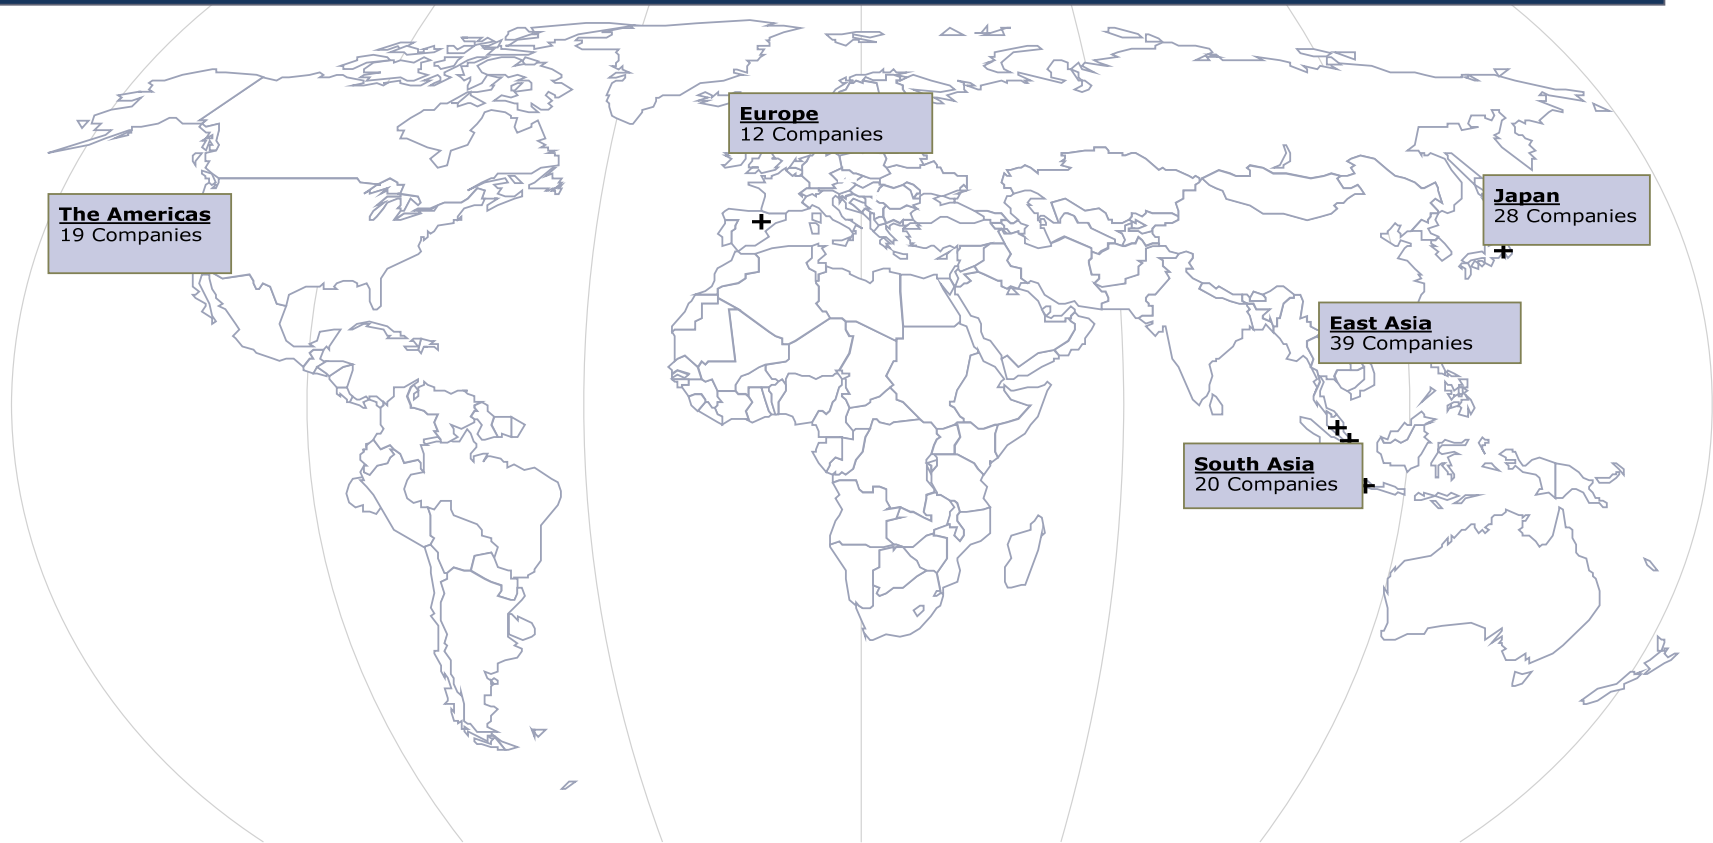 Europe
12 Companies
The Americas
19 Companies
Japan
28 Companies
East Asia
39 Companies
South Asia
20 Companies